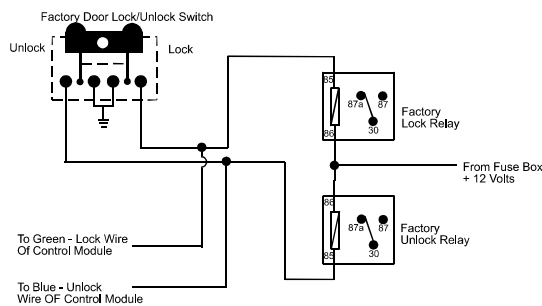 Factory Door Lock/Unlock Switch
Unlock
Lock
85
87a
87
30
86
Factory
Lock Relay
From Fuse Box
+ 12 Volts
86
87a
87
30
85
Factory
Unlock Relay
To Green - Lock Wire
Of Control Module
To Blue - Unlock
Wire OF Control Module